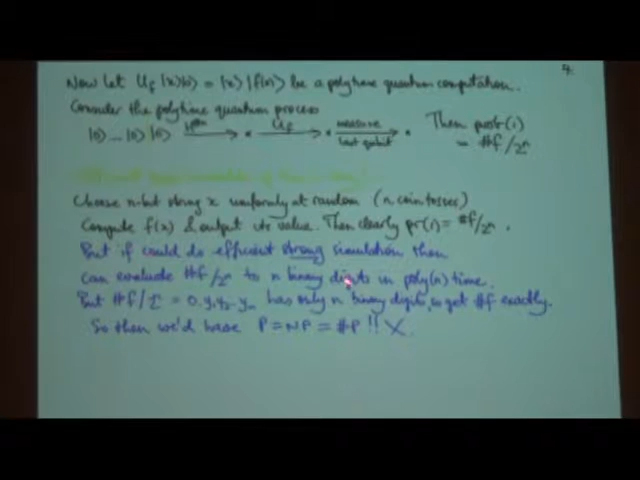 4.
Now let U_f |x>|0> = |x>|f(x)> be a polytime quantum computation.
Consider the polytime quantum process
|0> ... |0> |0> H⊗n → • U_f → • measure last qubit → • Then prob(1) = #f/2^n
Choose n-bit string x uniformly at random (n coin tosses)
Compute f(x) & output its value. Then clearly pr(1) = #f/2^n.
But if could do efficient strong simulation then
can evaluate #f/2^n to n binary digits in poly(n) time.
But #f/2^n = 0.y₁y₂..yₙ has only n binary digits, so get #f exactly.
So then we'd have P = NP = #P !! X